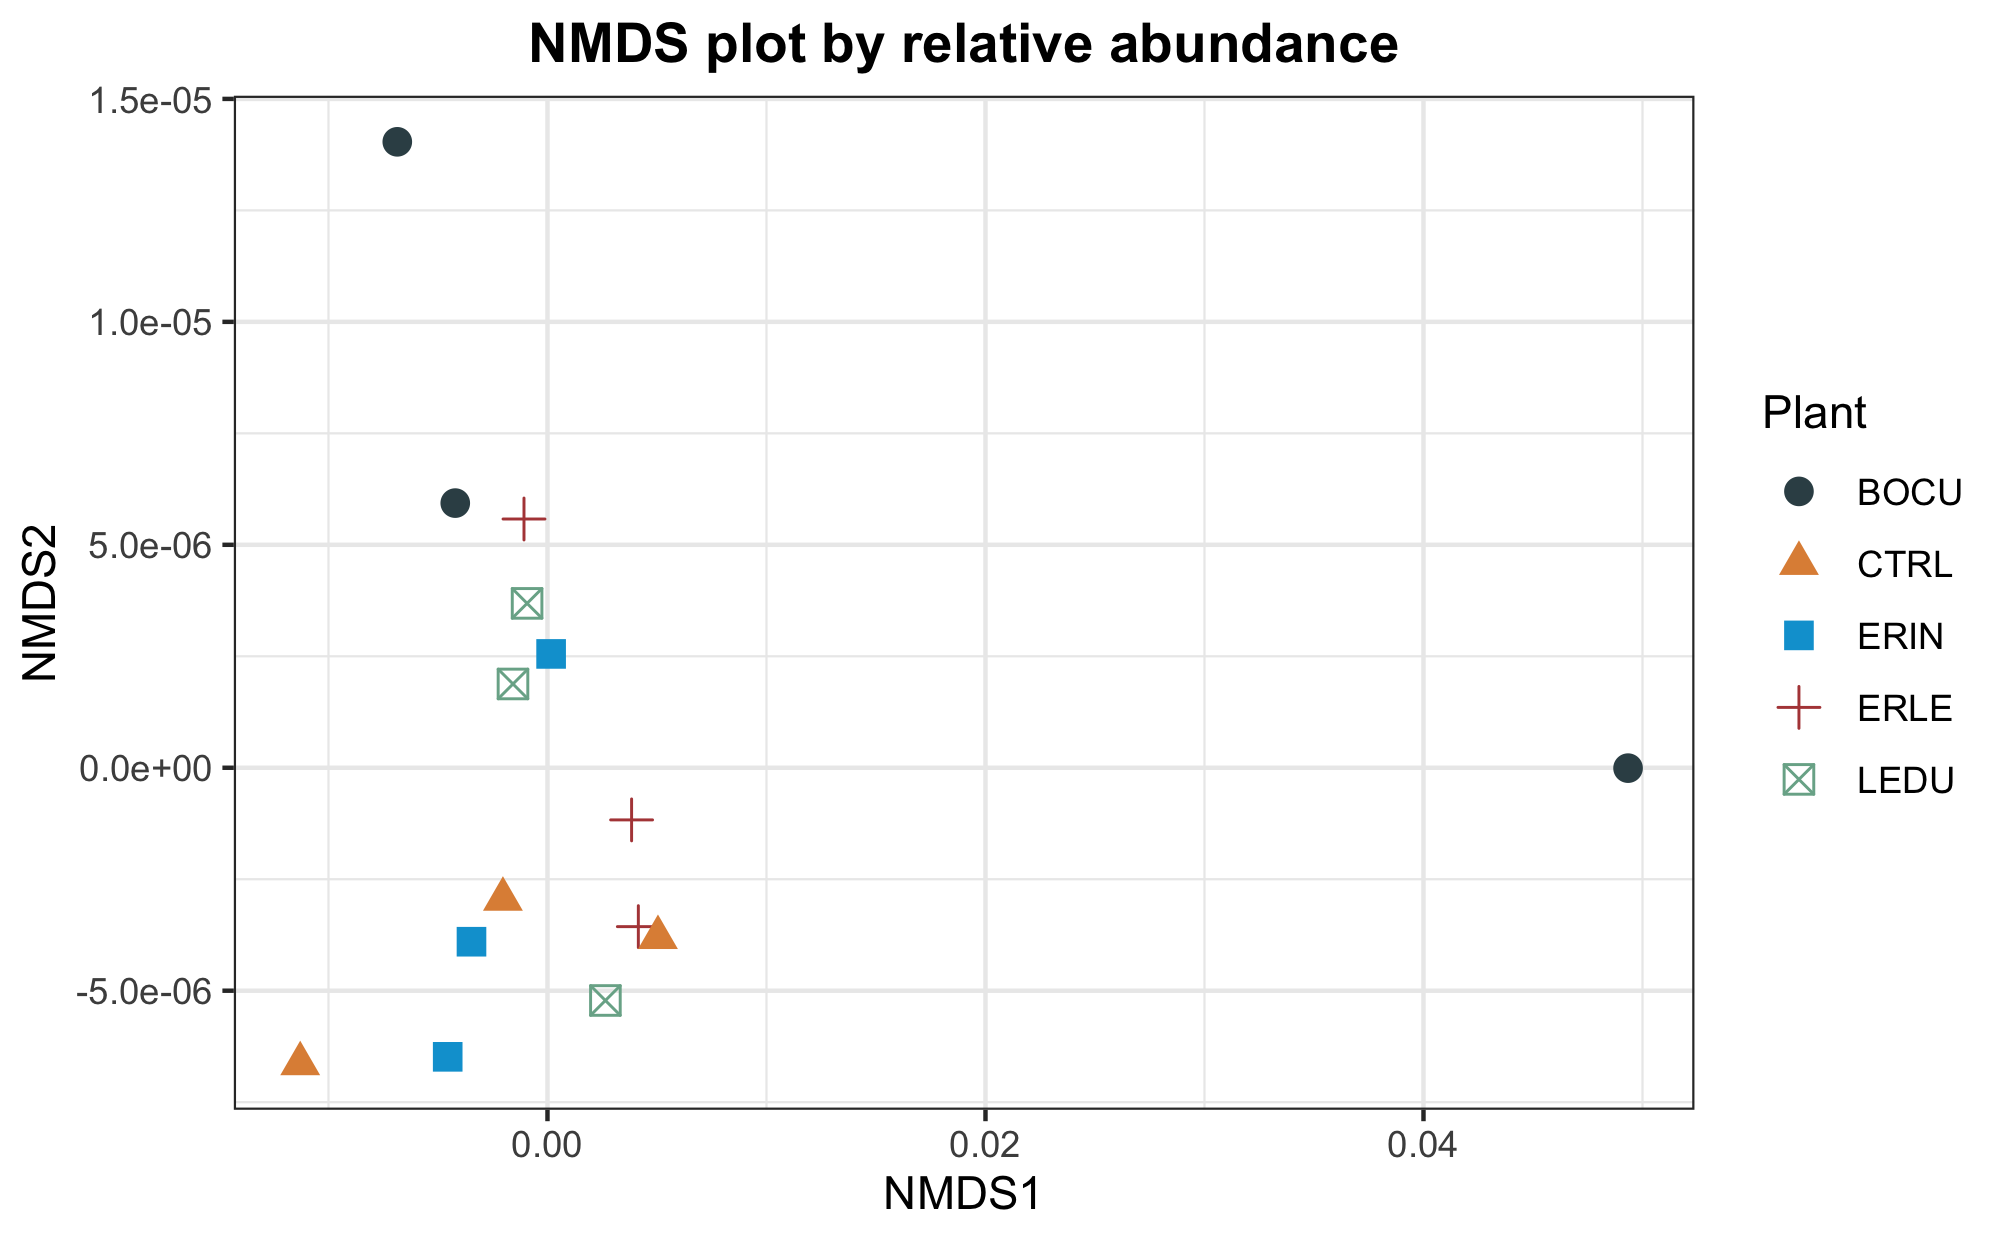 NMDS plot by relative abundance
1.5e-05
1.0e-05
5.0e-06
0.0e+00
-5.0e-06
NMDS2
0.00
0.02
0.04
NMDS1
Plant
BOCU
CTRL
ERIN
ERLE
LEDU